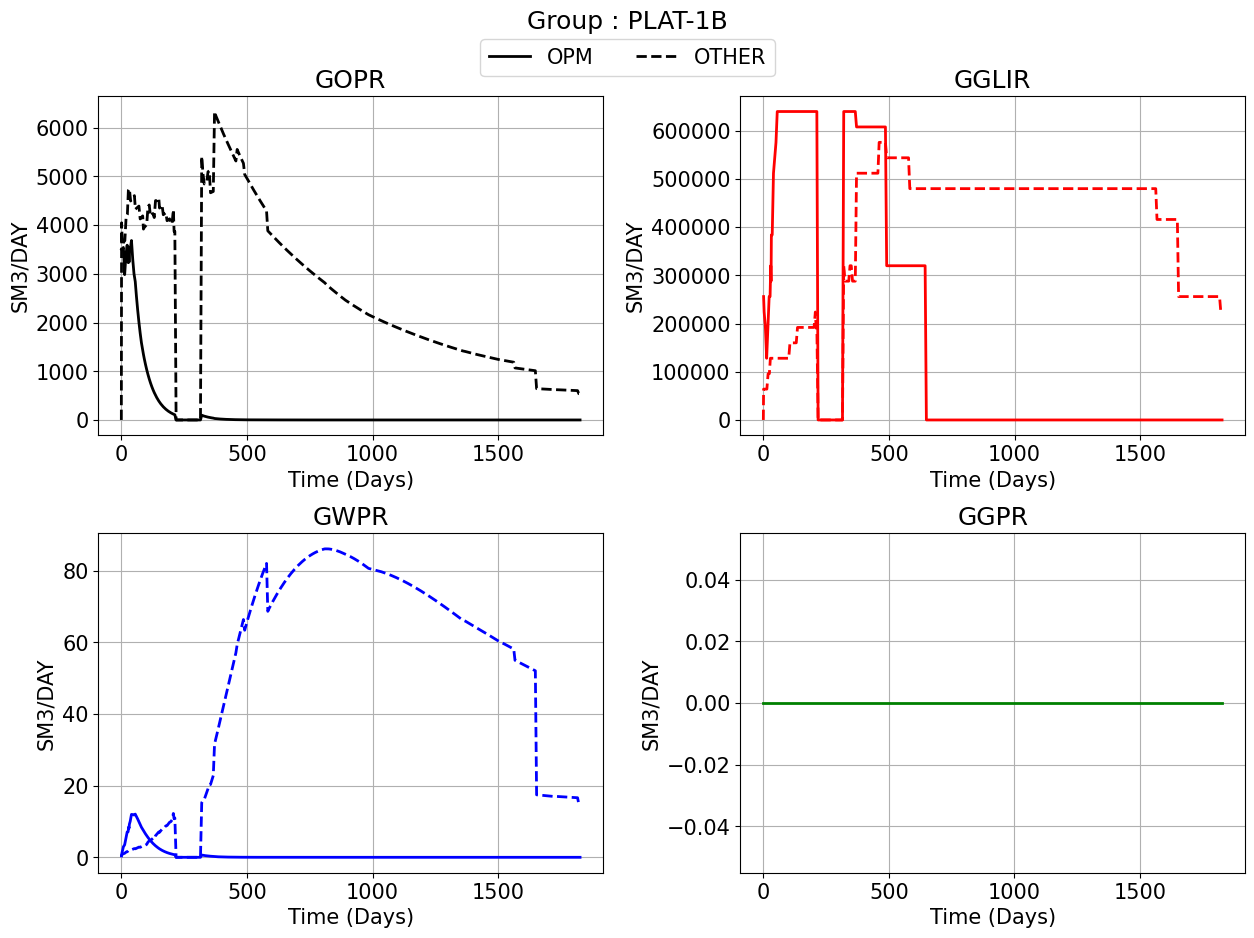 Group : PLAT-1B
OPM OTHER
GOPR
GGLIR
SM3/DAY
6000
5000
4000
3000
2000
1000
0
0 500 1000 1500
Time (Days)
SM3/DAY
600000
500000
400000
300000
200000
100000
0
0 500 1000 1500
Time (Days)
GWPR
GGPR
SM3/DAY
80
60
40
20
0
0 500 1000 1500
Time (Days)
SM3/DAY
0.04
0.02
0.00
−0.02
−0.04
0 500 1000 1500
Time (Days)